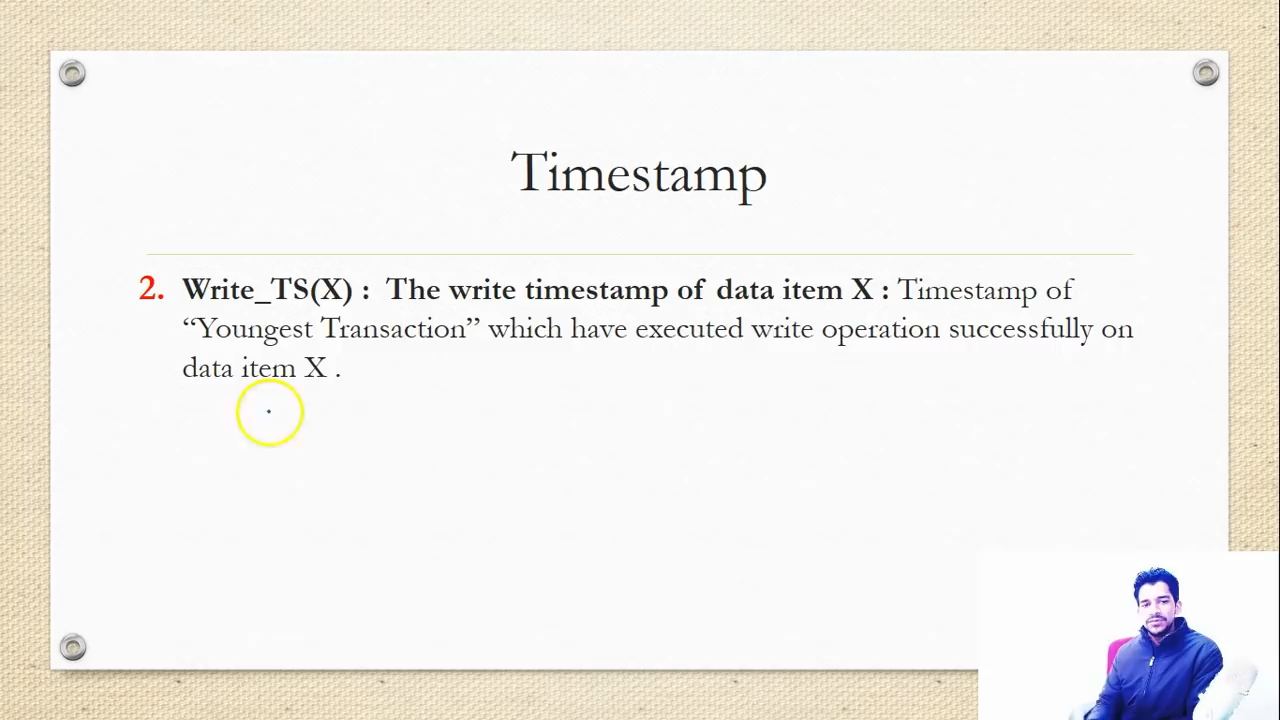 Timestamp
2. Write_TS(X) : The write timestamp of data item X : Timestamp of
“Youngest Transaction” which have executed write operation successfully on
data item X .